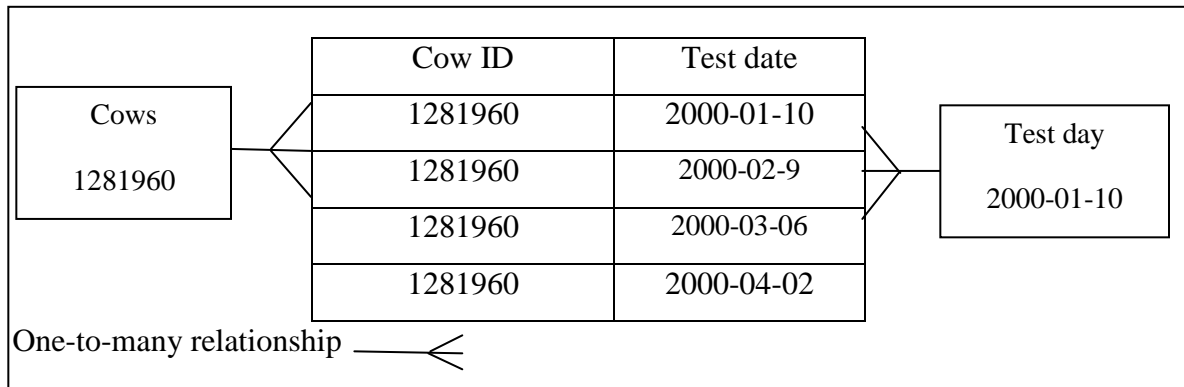 Cows
1281960
Cow ID Test date
1281960 2000-01-10
1281960 2000-02-9
1281960 2000-03-06
1281960 2000-04-02
Test day
2000-01-10
One-to-many relationship